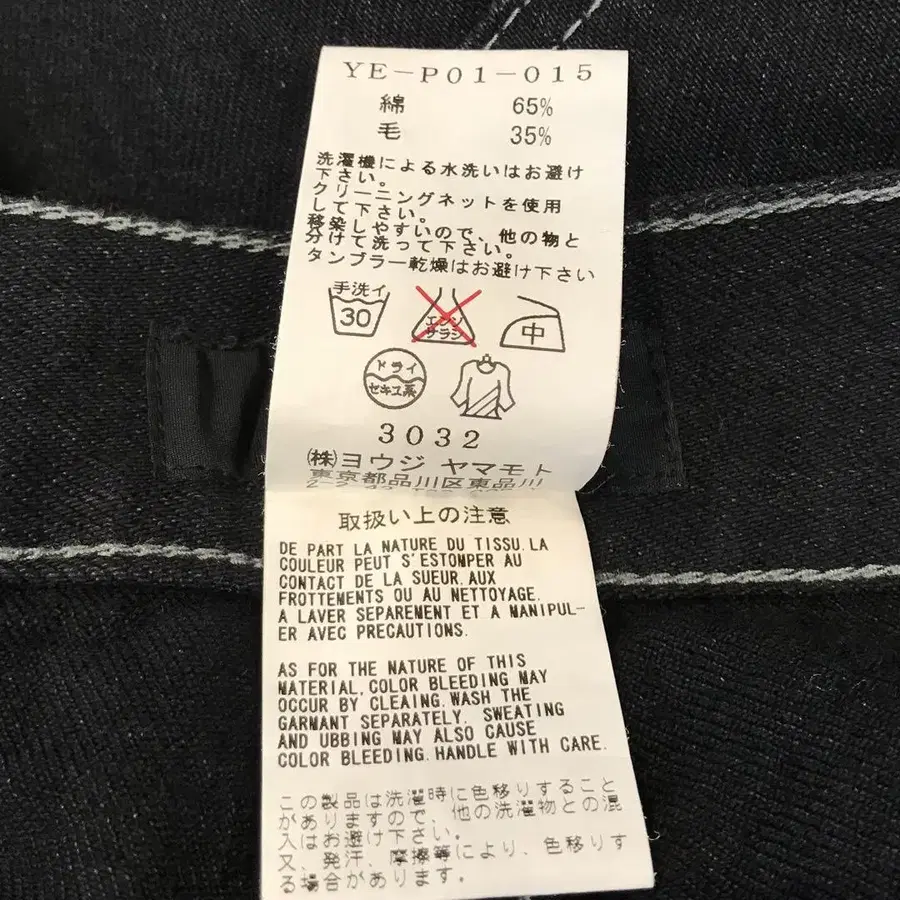 YE-P01-015
綿 65%
毛 35%
洗濯機による水洗いはお避け
下さい。
クリーニングネットを使用
して下さい。
移染しやすいので、他の物と
分けて洗って下さい。
タンブラー乾燥はお避け下さい
手洗イ
30
エンソ
サラシ
中
ドライ
セキユ系
3032
㈱ヨウジ ヤマモト
東京都品川区東品川
取扱い上の注意
DE PART LA NATURE DU TISSU.LA
COULEUR PEUT S'ESTOMPER AU
CONTACT DE LA SUEUR.AUX
FROTTEMENTS OU AU NETTOYAGE.
A LAVER SEPAREMENT ET A MANIPUL-
ER AVEC PRECAUTIONS.
AS FOR THE NATURE OF THIS
MATERIAL,COLOR BLEEDING MAY
OCCUR BY CLEAING.WASH THE
GARMANT SEPARATELY. SWEATING
AND UBBING MAY ALSO CAUSE
COLOR BLEEDING.HANDLE WITH CARE.
この製品は洗濯時に色移りすること
がありますので、他の洗濯物との混
入はお避け下さい。
又、発汗、摩擦等により、色移りす
る場合があります。